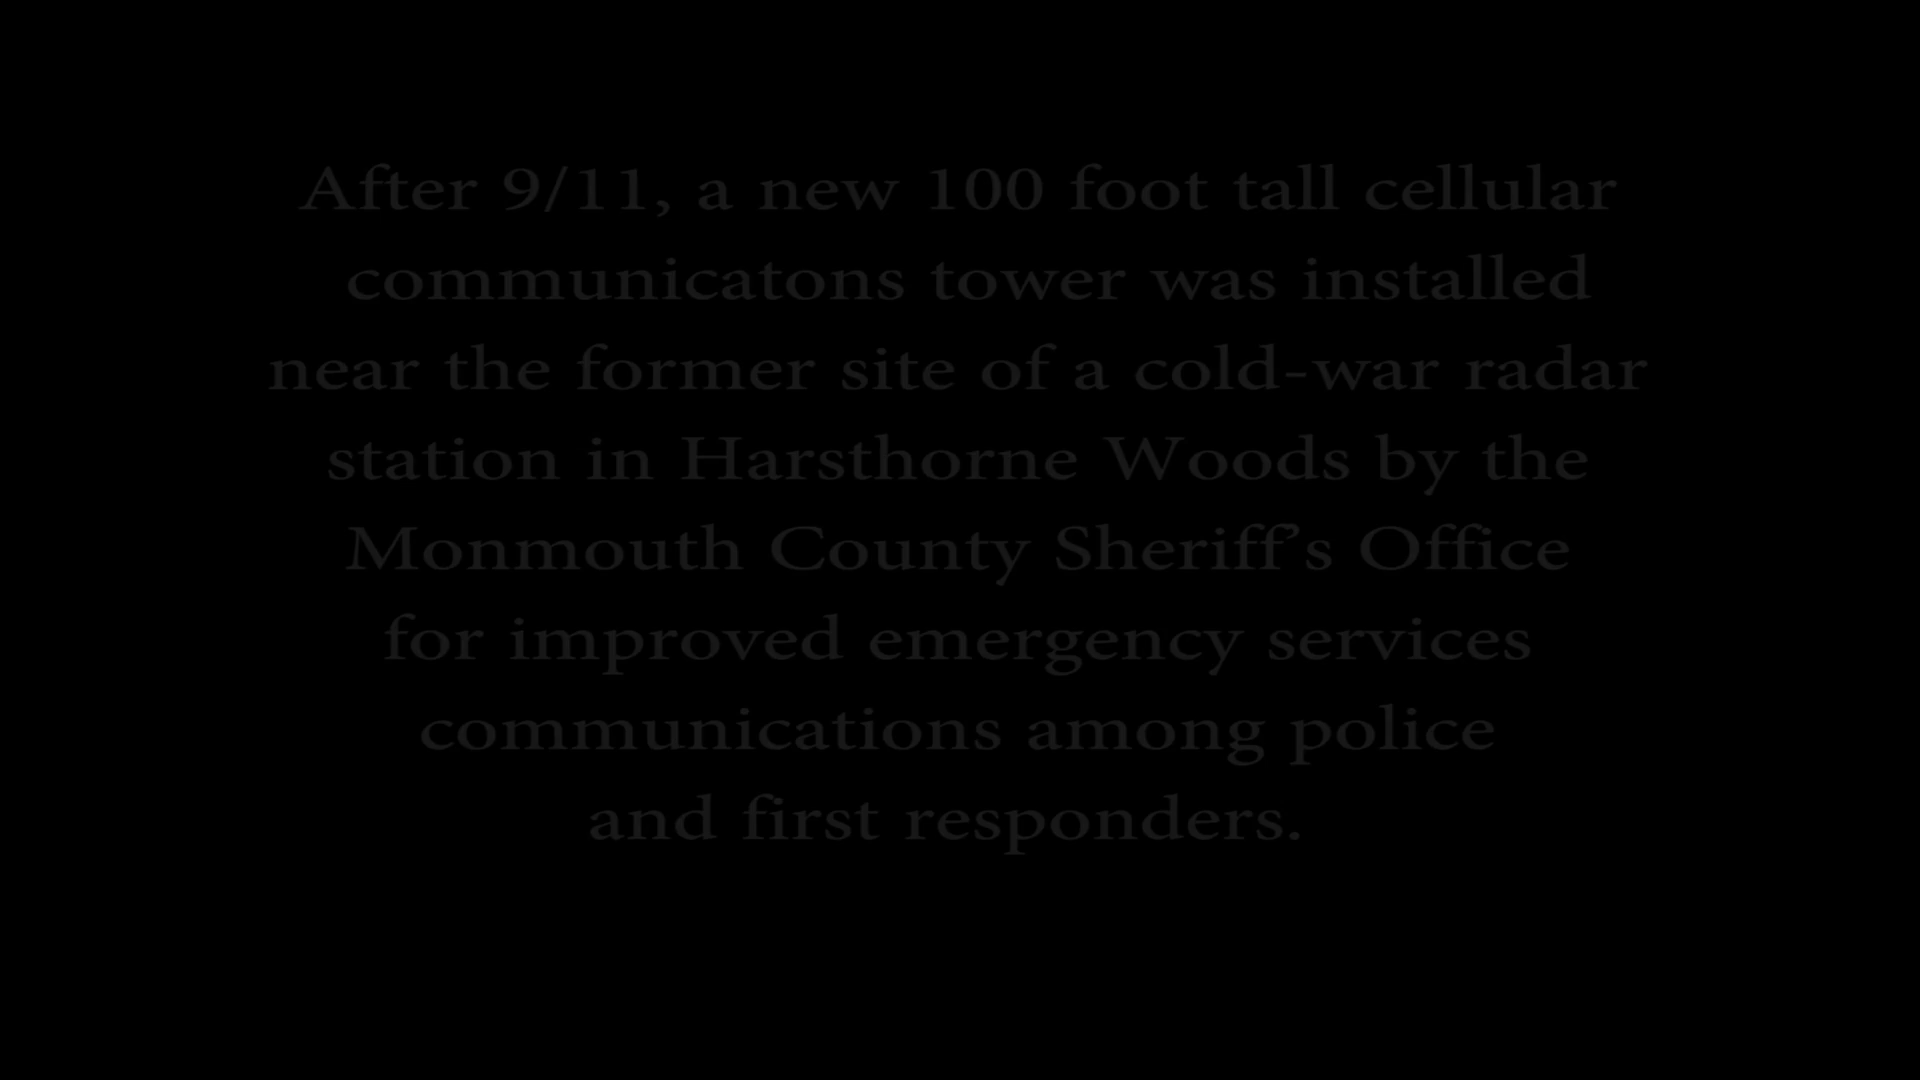 After 9/11, a new 100 foot tall cellular
communicatons tower was installed
near the former site of a cold-war radar
station in Harsthorne Woods by the
Monmouth County Sheriff’s Office
for improved emergency services
communications among police
and first responders.